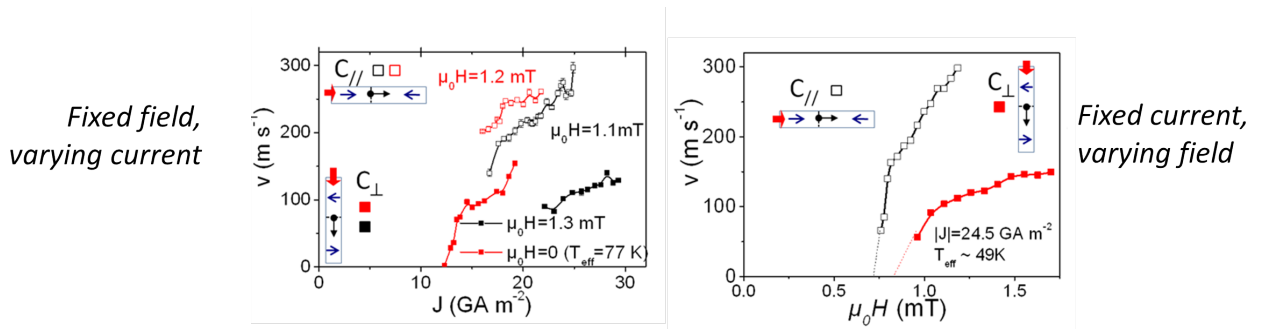 Fixed field,
varying current
300
200
100
0
v (m s⁻¹)
C//
μ₀H=1.2 mT
μ₀H=1.1mT
C⊥
μ₀H=1.3 mT
μ₀H=0 (Teff=77 K)
0 10 20 30
J (GA m⁻²)
300
200
100
0
v (m s⁻¹)
C//
C⊥
|J|=24.5 GA m⁻²
Teff ~ 49K
0.0 0.5 1.0 1.5
μ₀H (mT)
Fixed current,
varying field